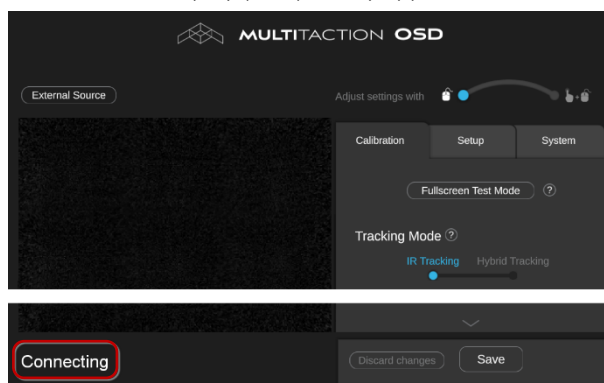 MULTITACTION OSD
External Source
Adjust settings with
Calibration Setup System
Fullscreen Test Mode ?
Tracking Mode ?
IR Tracking Hybrid Tracking
Connecting
Discard changes Save